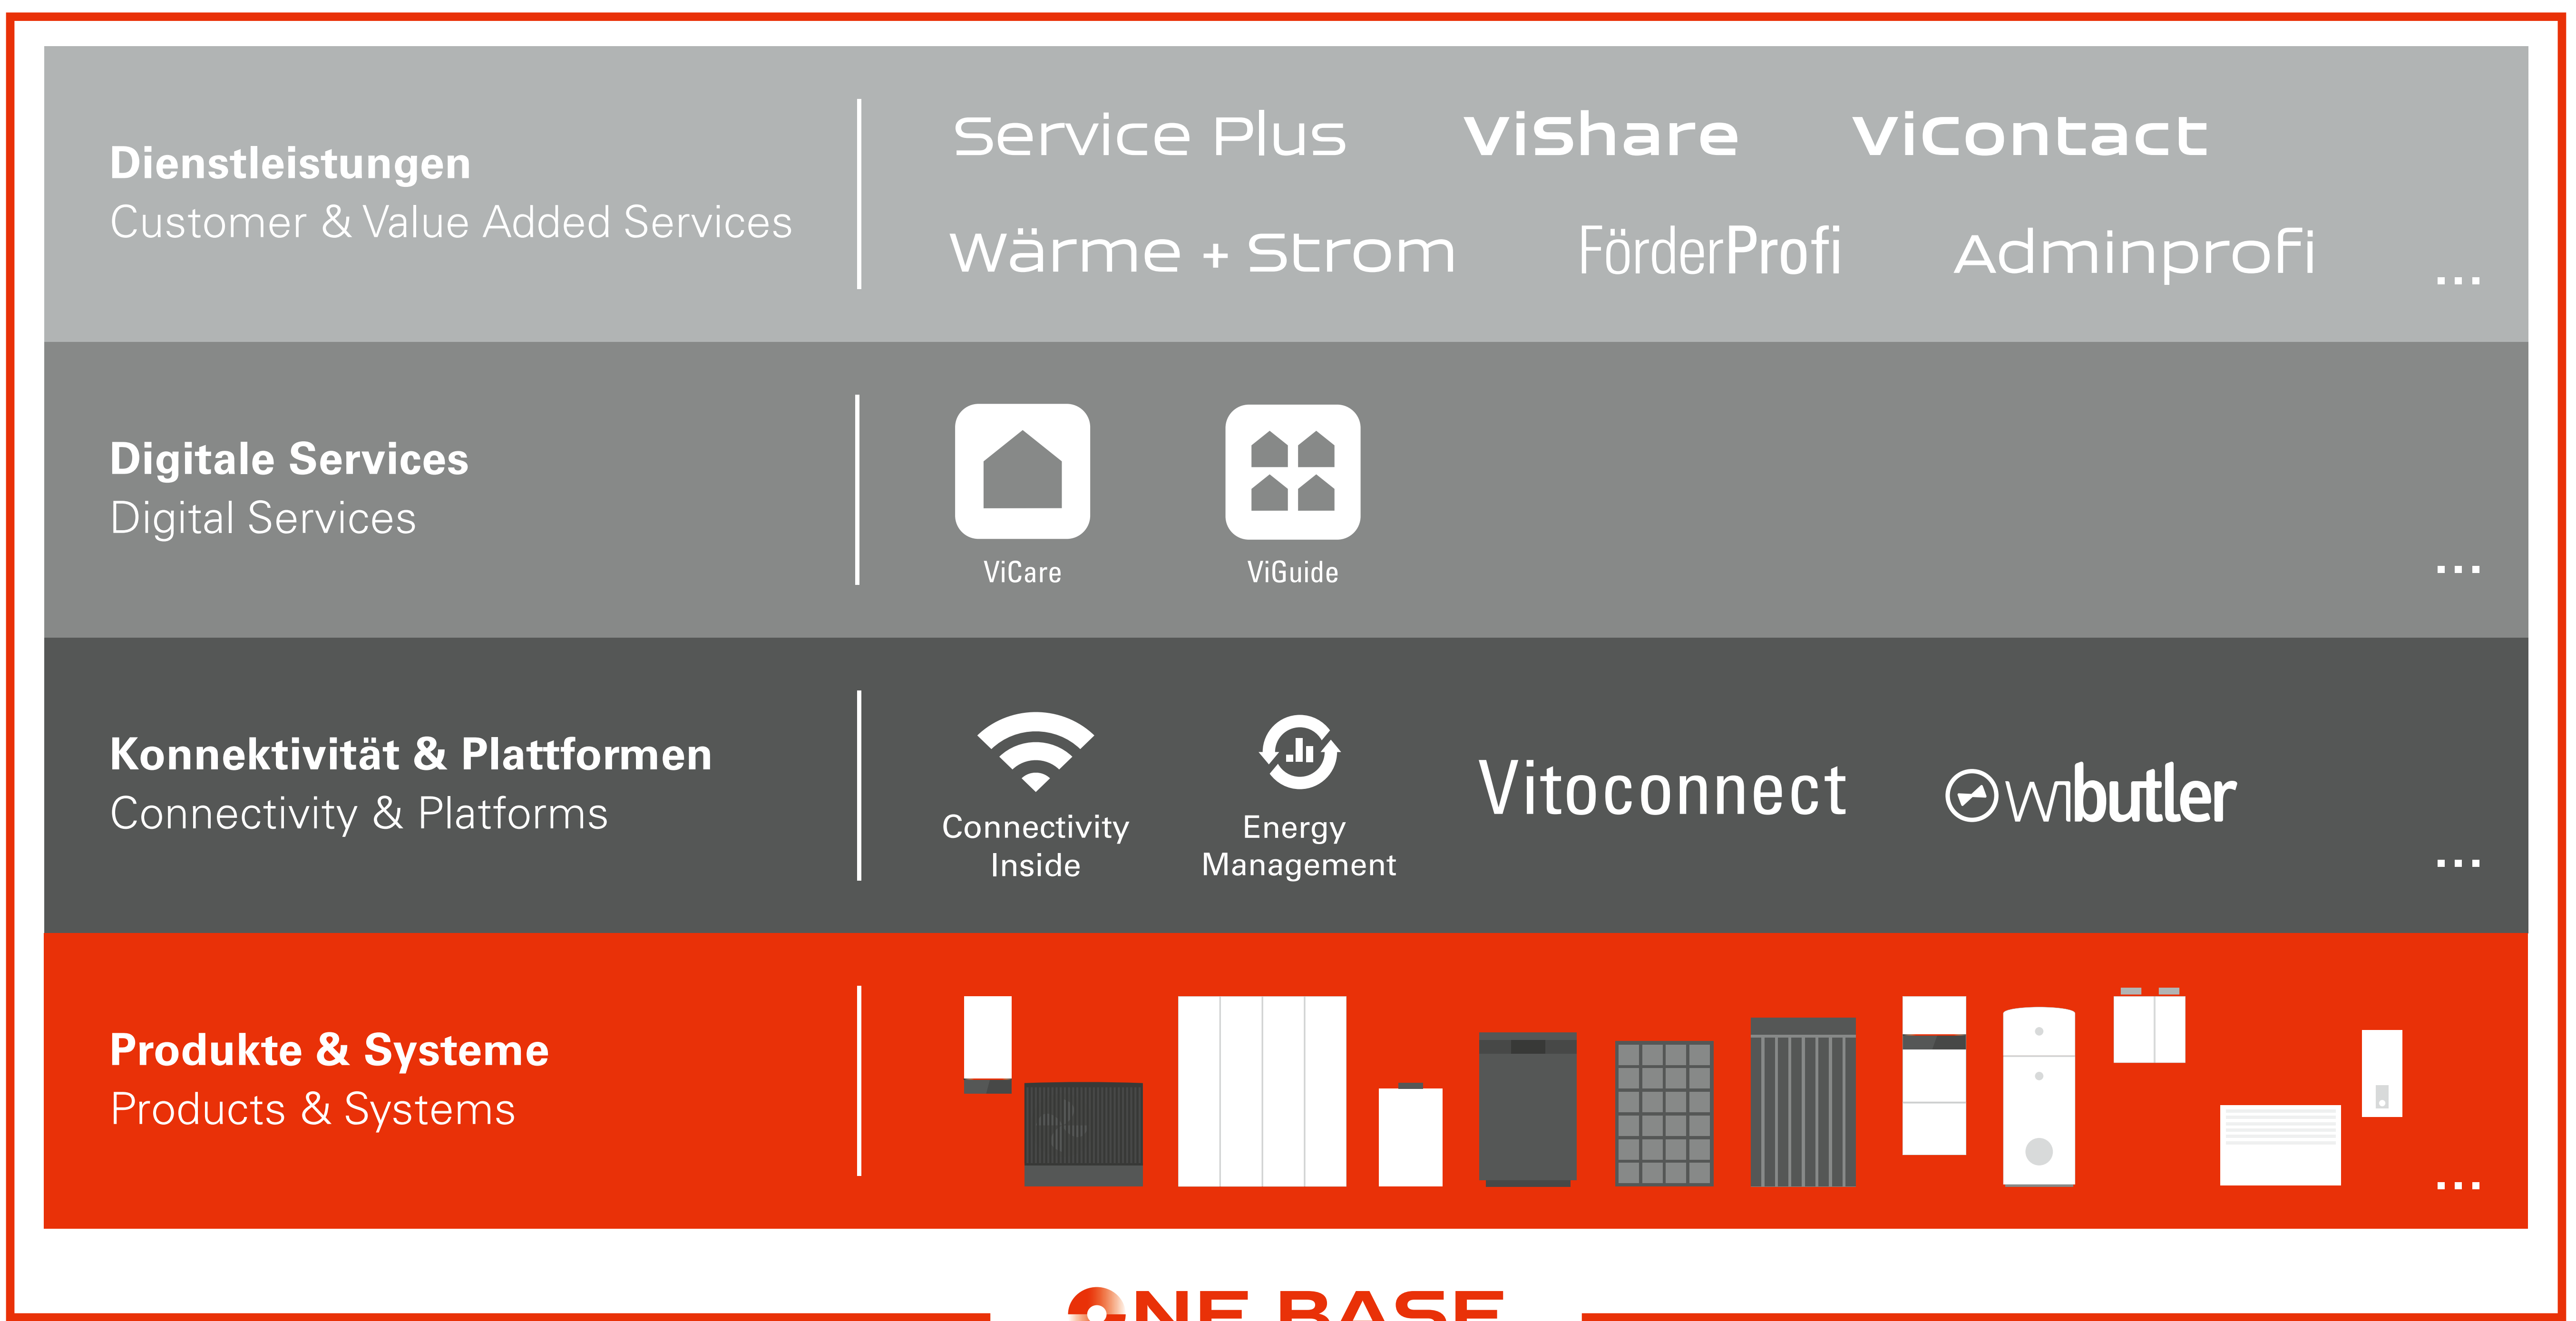 Dienstleistungen
Customer & Value Added Services
Service Plus ViShare ViContact
Wärme + Strom FörderProfi Adminprofi ...
Digitale Services
Digital Services
ViCare ViGuide
...
Konnektivität & Plattformen
Connectivity & Platforms
Connectivity
Inside
Energy
Management
Vitoconnect
wibutler
...
Produkte & Systeme
Products & Systems
...
ONE BASE